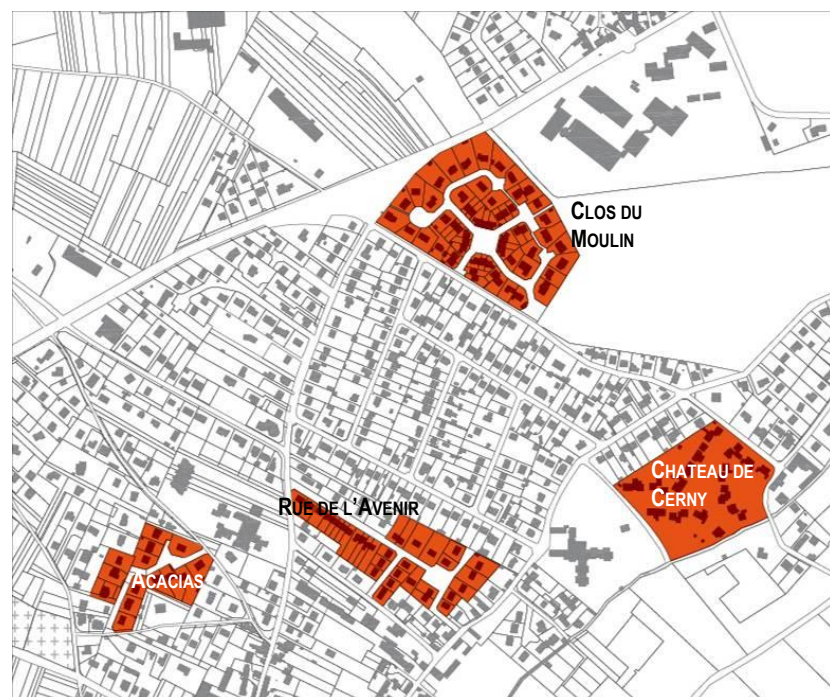 CLOS DU
MOULIN
CHATEAU DE
CERNY
RUE DE L'AVENIR
ACACIAS